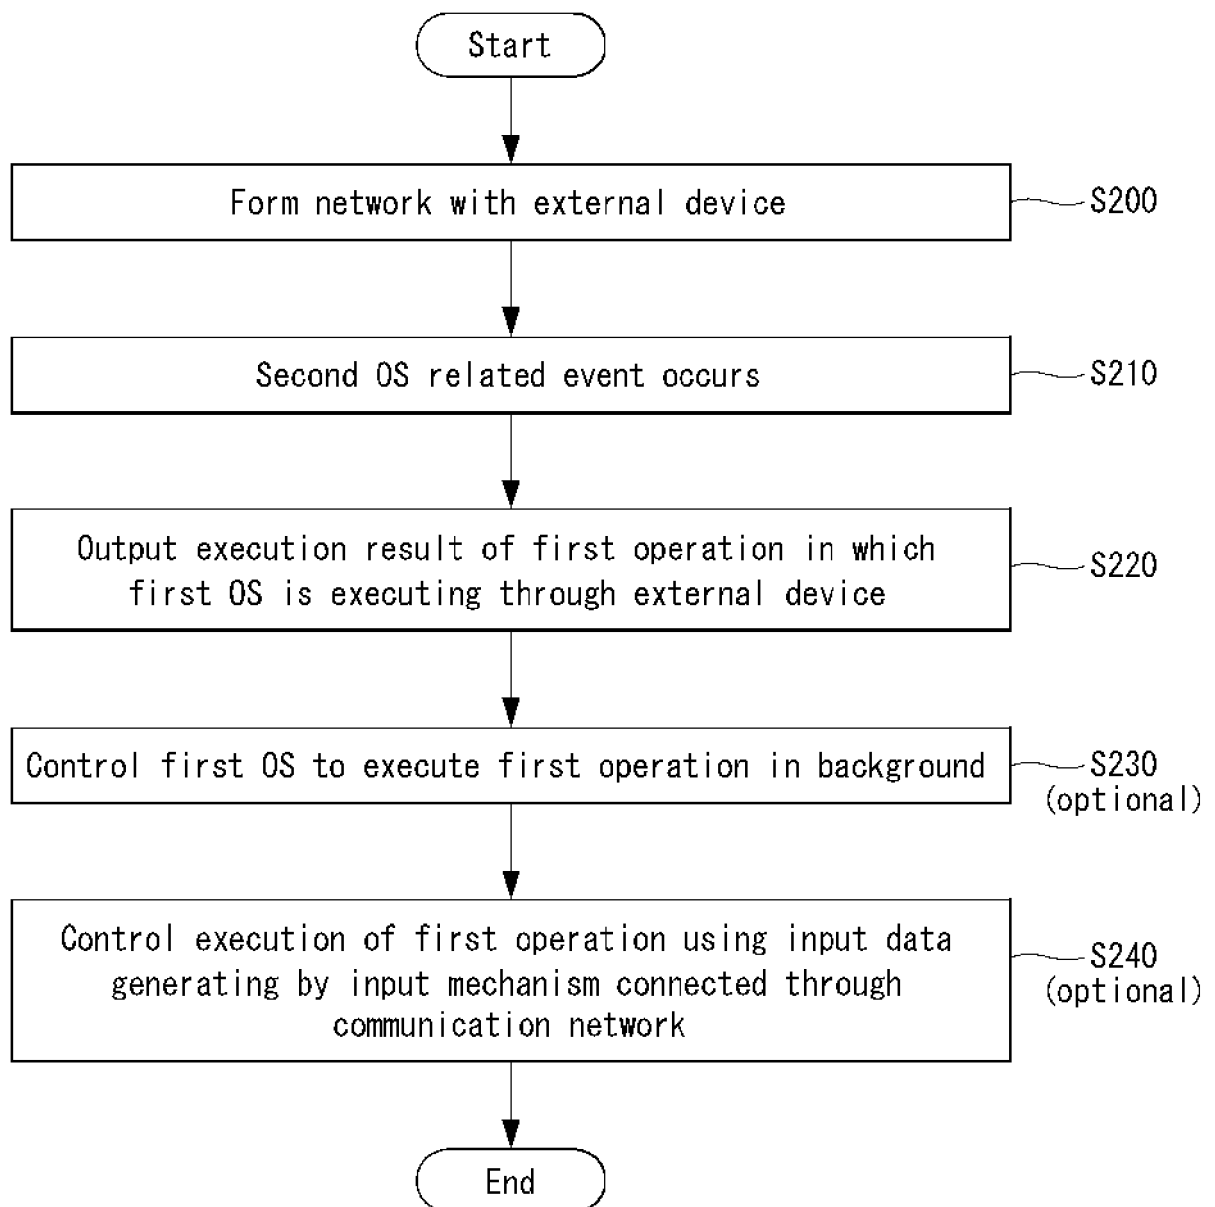 Start
Form network with external device
S200
Second OS related event occurs
S210
Output execution result of first operation in which
first OS is executing through external device
S220
Control first OS to execute first operation in background
S230
(optional)
Control execution of first operation using input data
generating by input mechanism connected through
communication network
S240
(optional)
End